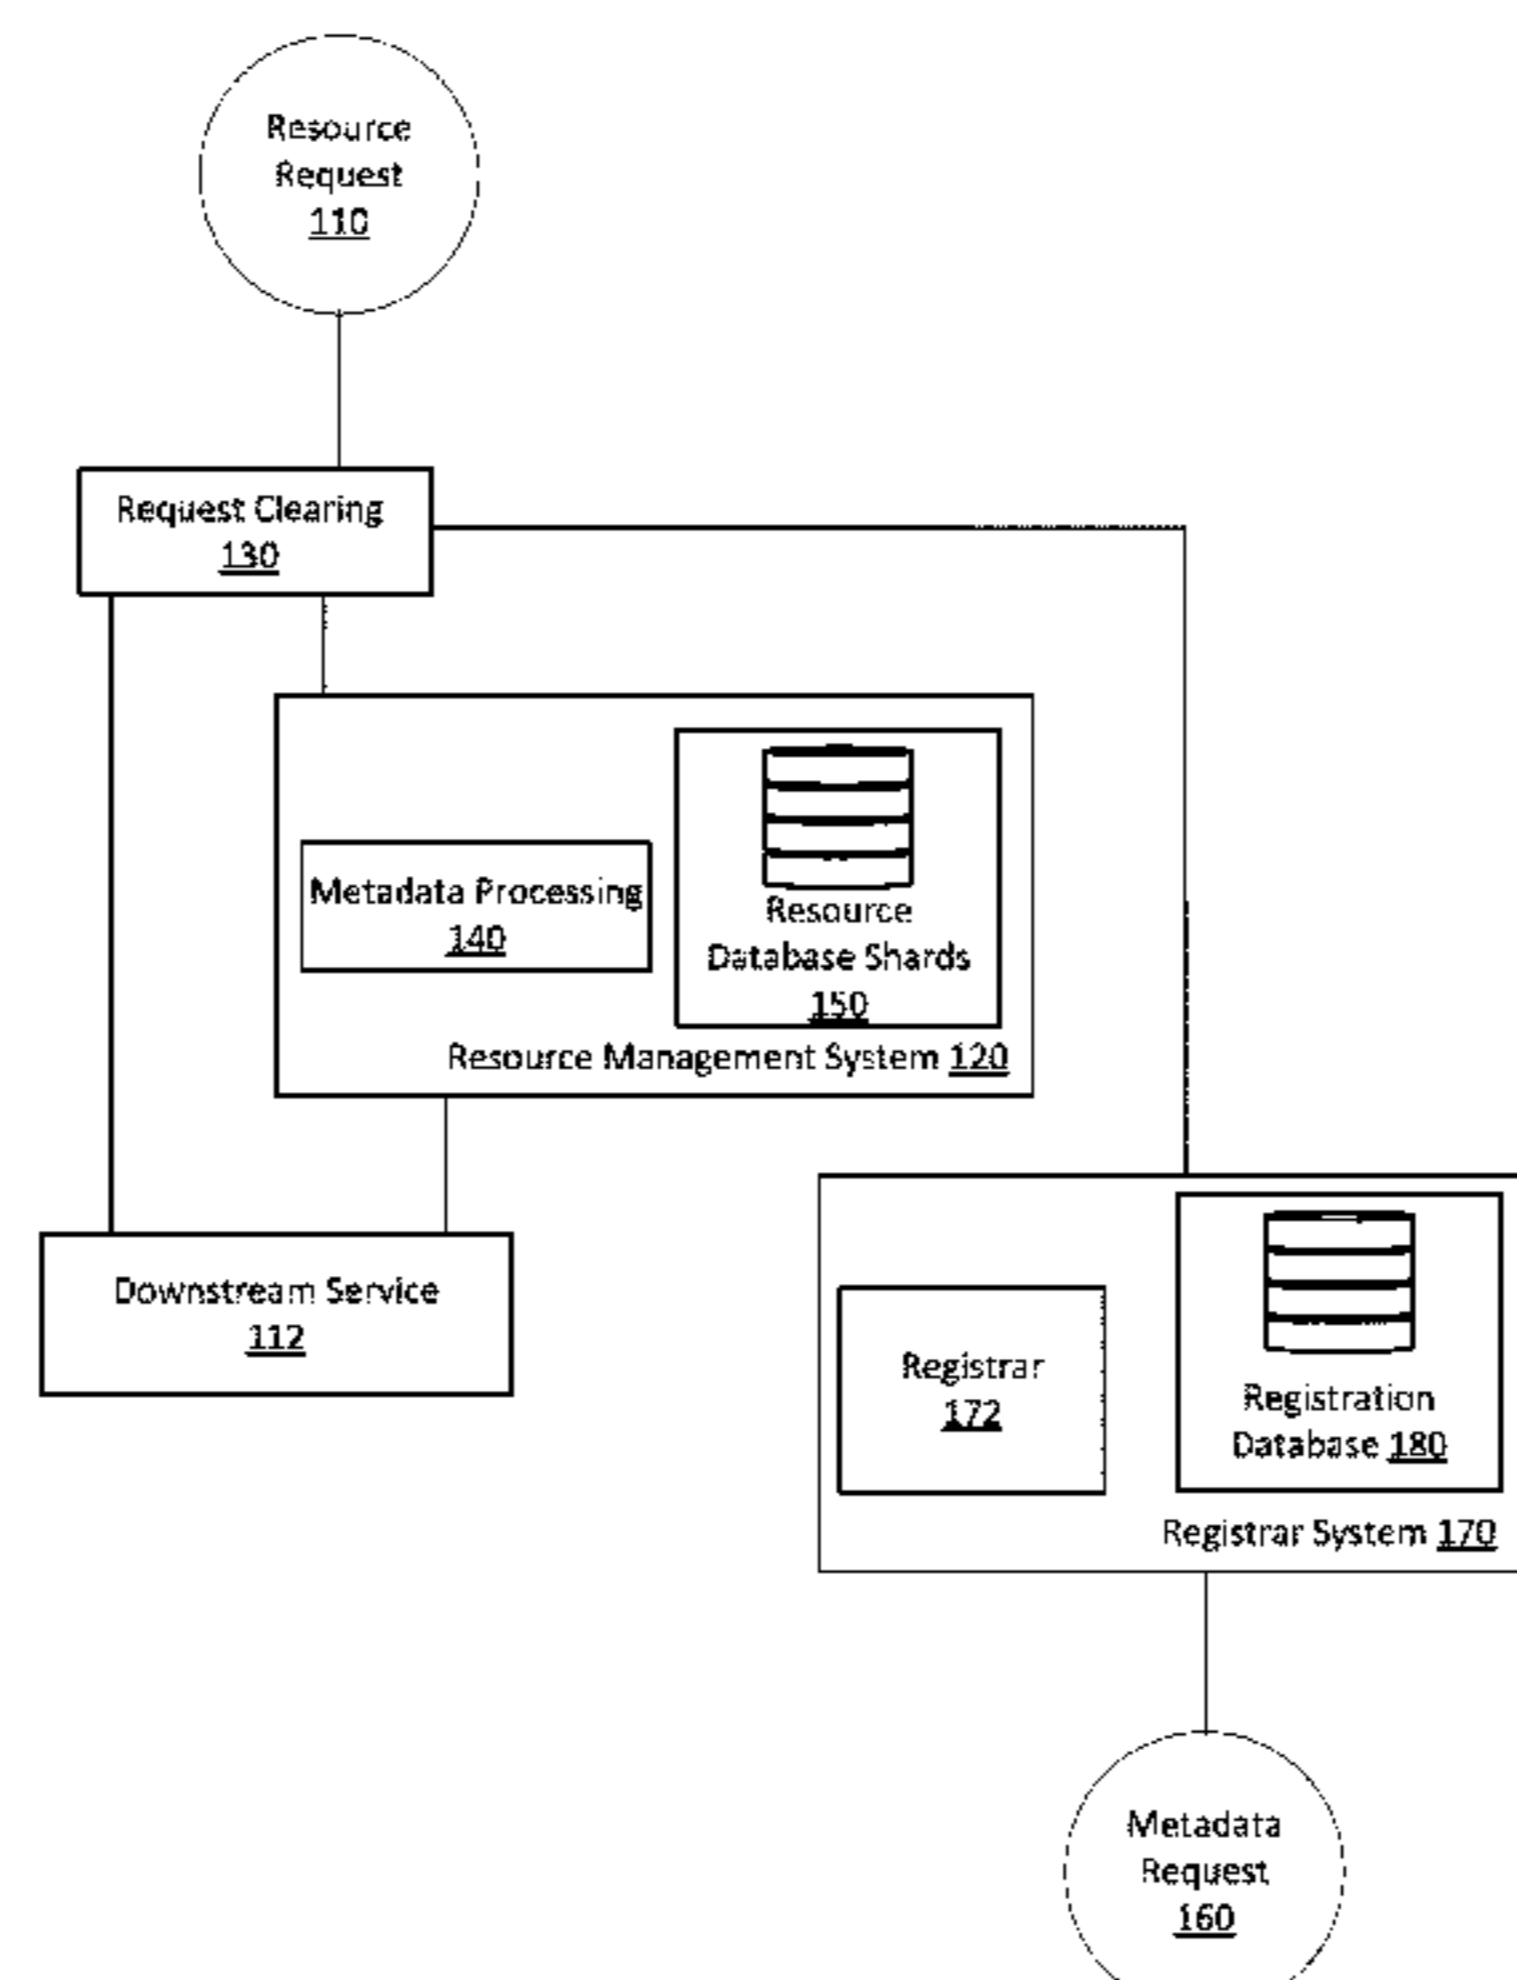 Resource
Request
110
Request Clearing
130
Metadata Processing
140
Resource
Database Shards
150
Resource Management System 120
Downstream Service
112
Registrar
172
Registration
Database 180
Registrar System 170
Metadata
Request
160